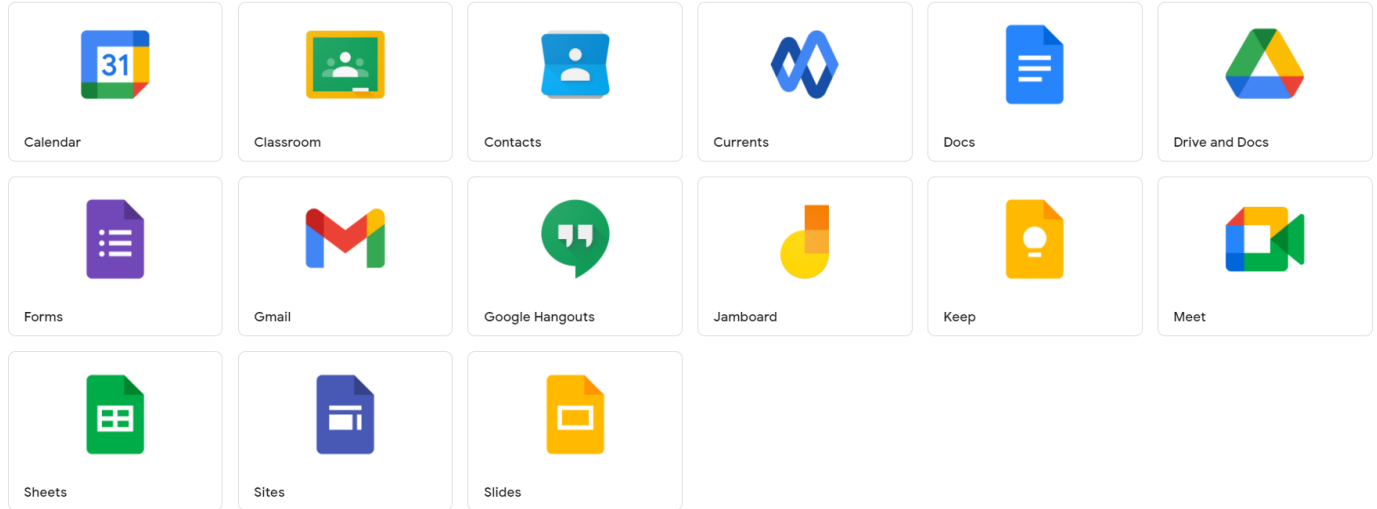 31
Calendar
Classroom
Contacts
Currents
Docs
Drive and Docs
Forms
Gmail
Google Hangouts
Jamboard
Keep
Meet
Sheets
Sites
Slides